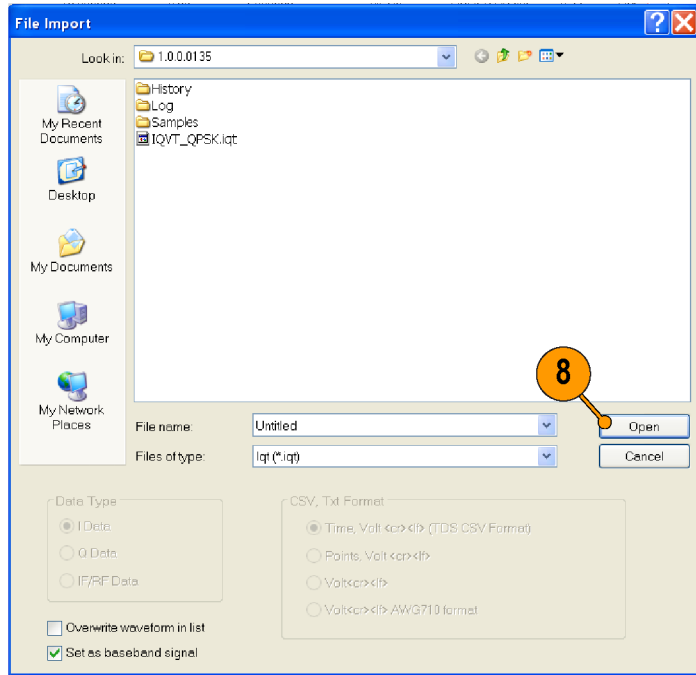 File Import
Look in: 1.0.0.0135
History
Log
Samples
IQVT_QPSK.iqt
My Recent
Documents
Desktop
My Documents
My Computer
My Network
Places
8
File name: Untitled Open
Files of type: Iqt (*.iqt) Cancel
Data Type
I Data
Q Data
IF/RF Data
CSV, Txt Format
Time, Volt <cr><lf> (TDS CSV Format)
Points, Volt <cr><lf>
Volt<cr><lf>
Volt<cr><lf> AWG710 format
Overwrite waveform in list
Set as baseband signal